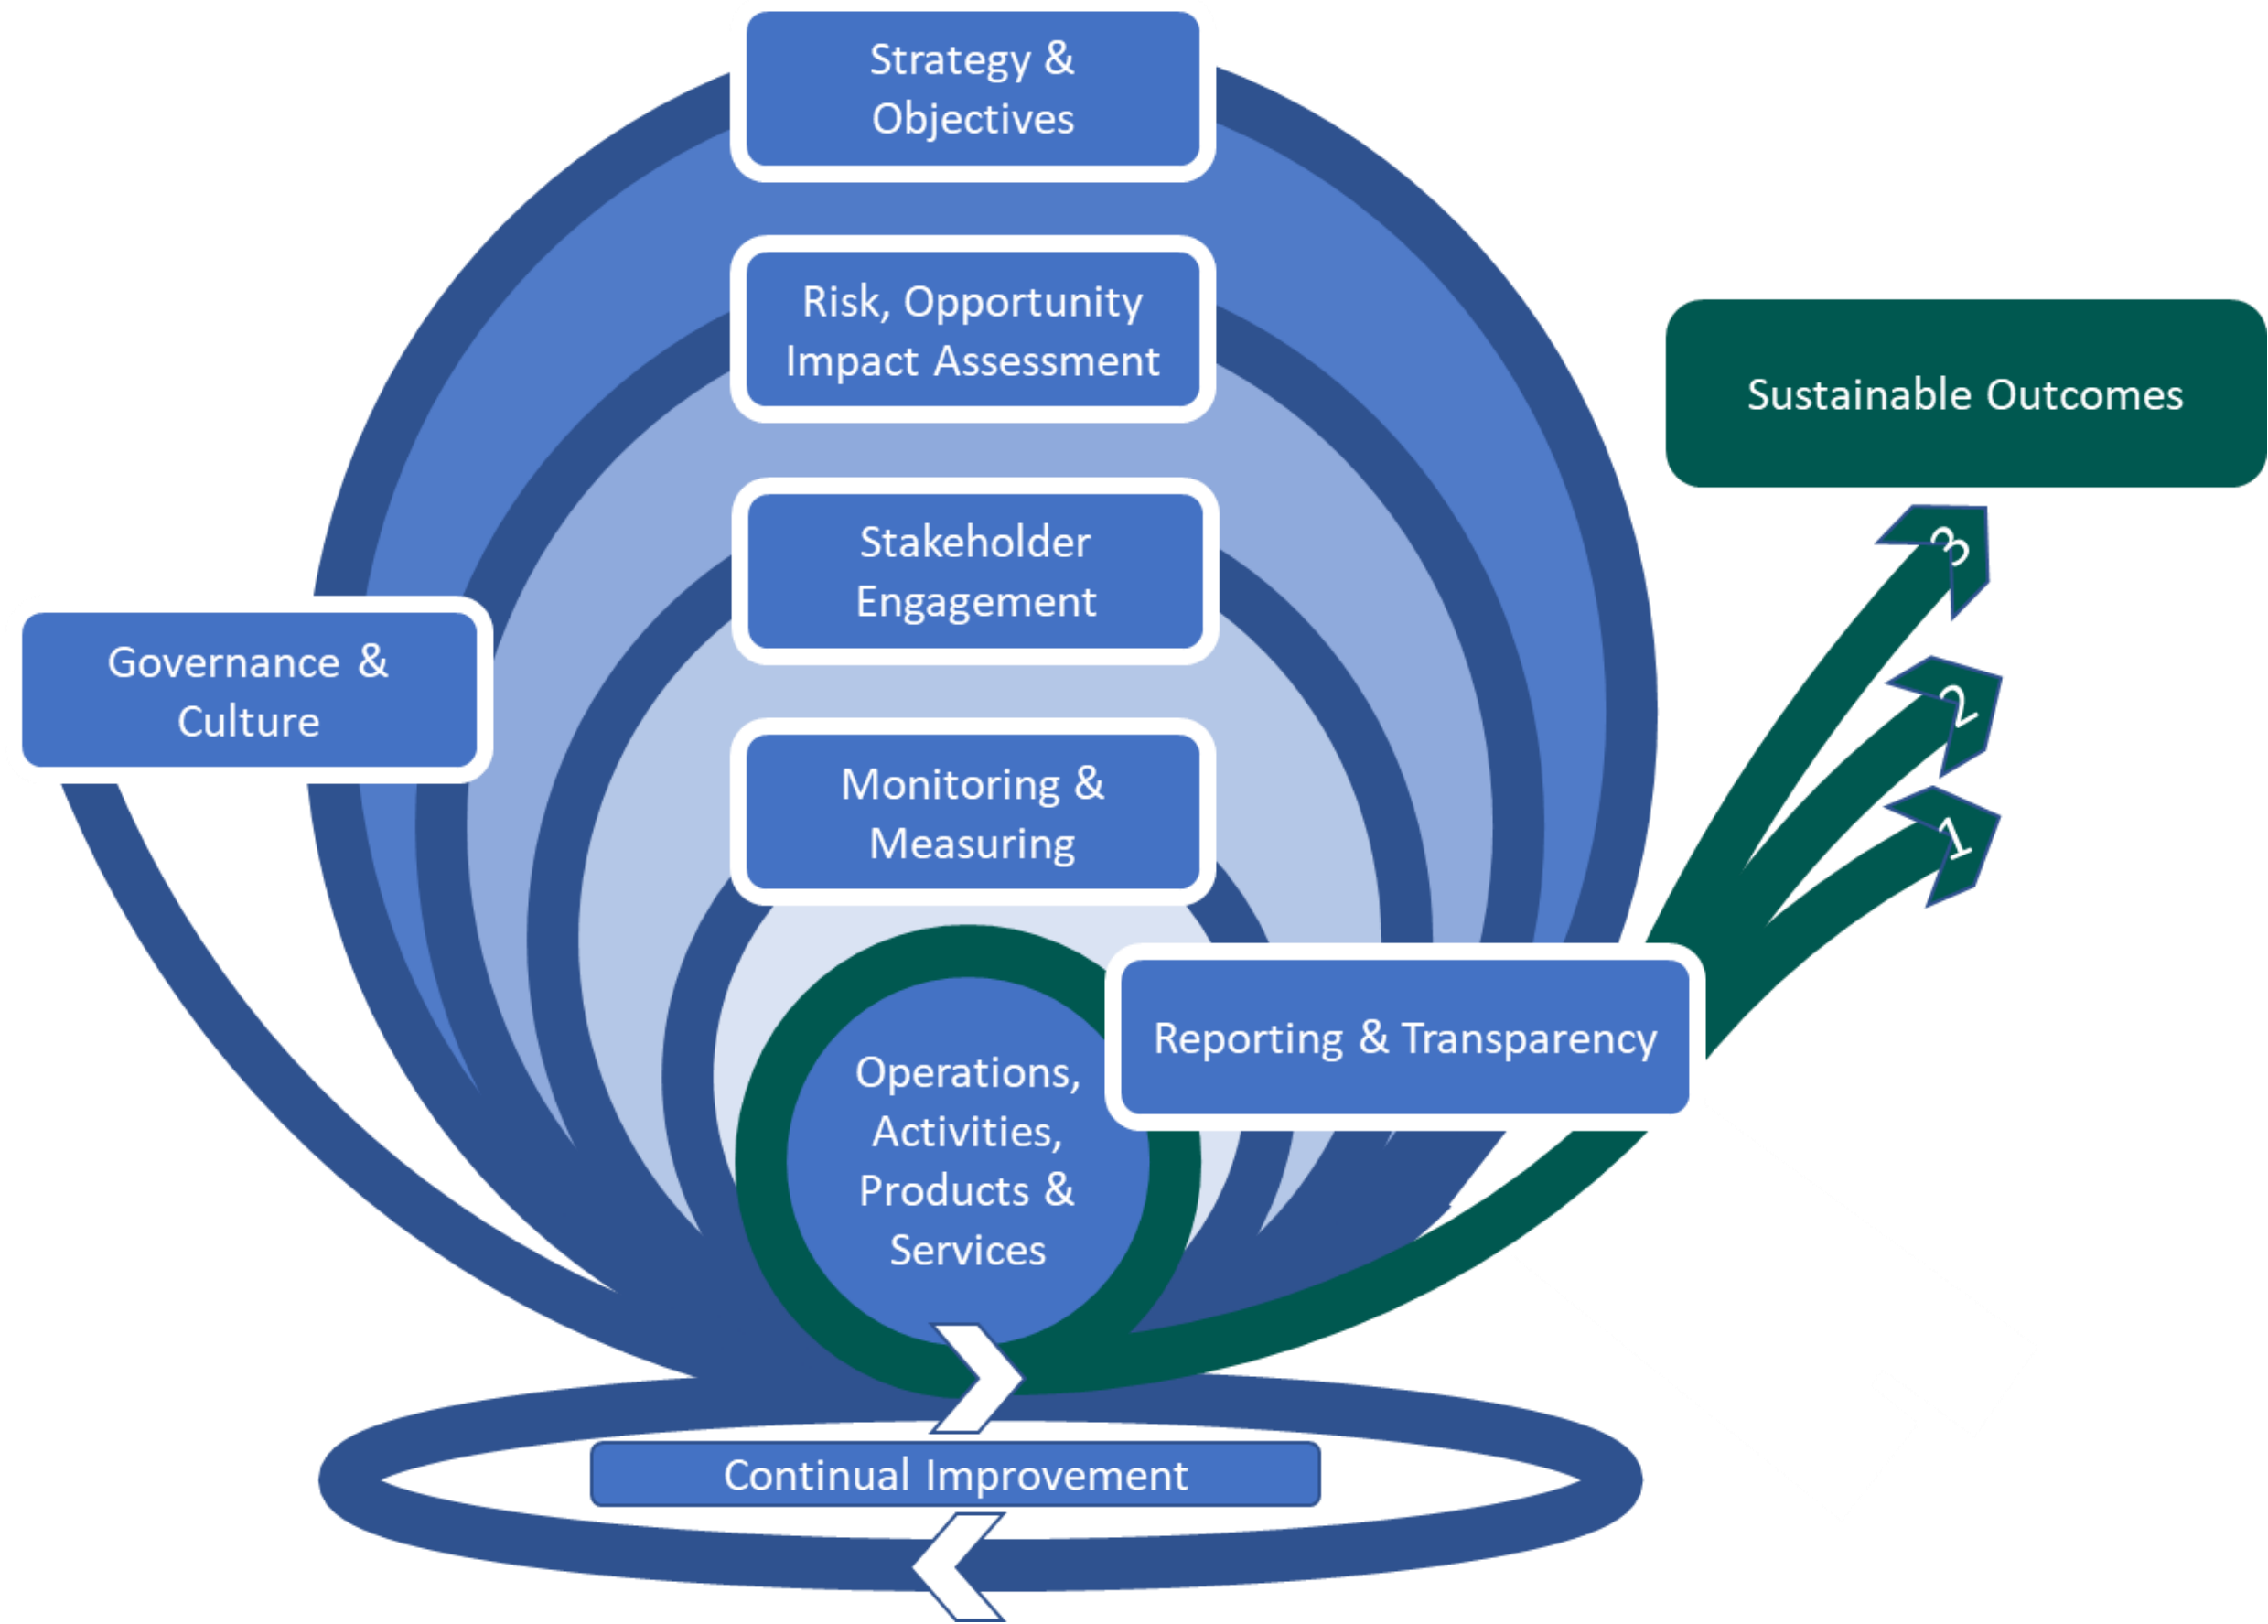 Strategy &
Objectives
Risk, Opportunity
Impact Assessment
Sustainable Outcomes
Stakeholder
Engagement
3
Governance &
Culture
2
Monitoring &
Measuring
1
Reporting & Transparency
Operations,
Activities,
Products &
Services
Continual Improvement